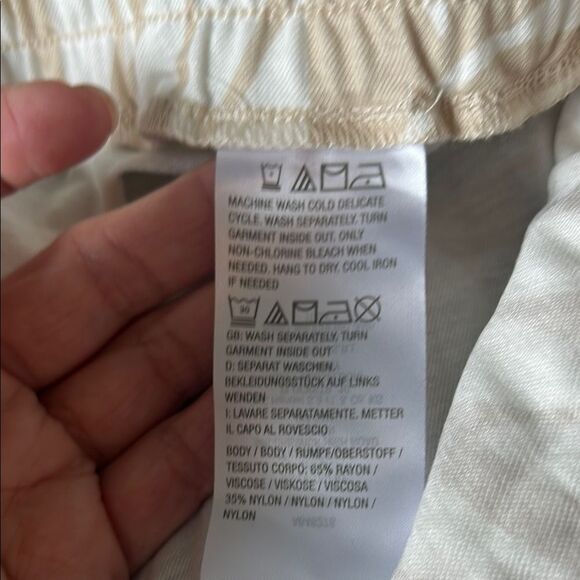 MACHINE WASH COLD DELICATE
CYCLE. WASH SEPARATELY. TURN
GARMENT INSIDE OUT. ONLY
NON-CHLORINE BLEACH WHEN
NEEDED. HANG TO DRY. COOL IRON
IF NEEDED
30
GB: WASH SEPARATELY. TURN
GARMENT INSIDE OUT
D: SEPARAT WASCHEN.
BEKLEIDUNGSSTÜCK AUF LINKS
WENDEN
I: LAVARE SEPARATAMENTE. METTER
IL CAPO AL ROVESCIO
BODY / BODY / RUMPF/OBERSTOFF /
TESSUTO CORPO: 65% RAYON /
VISCOSE / VISKOSE / VISCOSA
35% NYLON / NYLON / NYLON /
NYLON